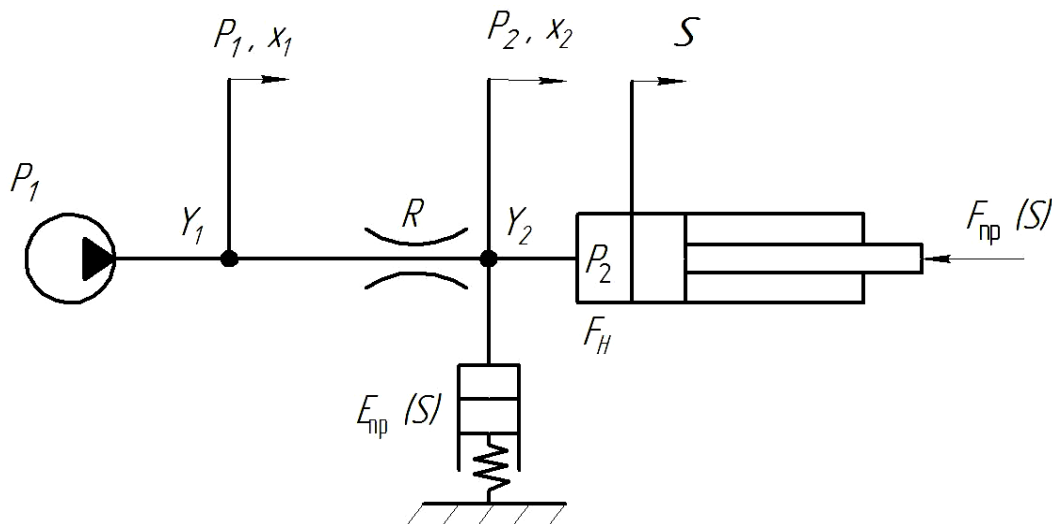 P₁, x₁
P₂, x₂
S
P₁
Y₁
R
Y₂
P₂
Fпр (S)
Fн
Eпр (S)